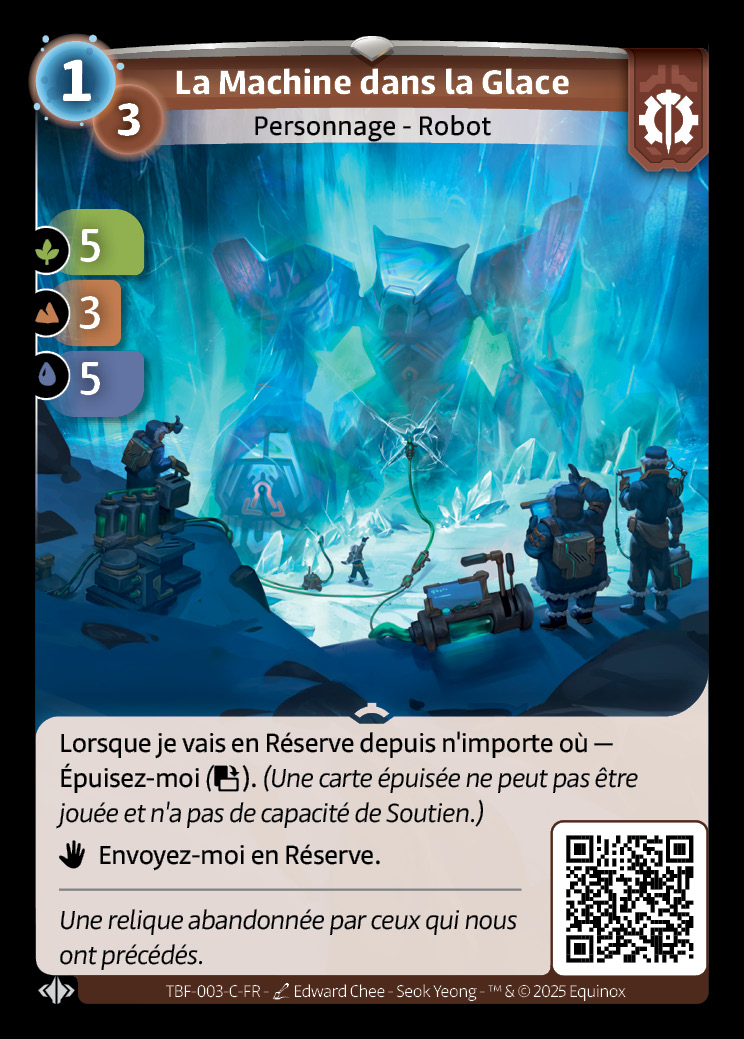 1
La Machine dans la Glace
3
Personnage - Robot
5
3
5
Lorsque je vais en Réserve depuis n'importe où —
Épuisez-moi (). (Une carte épuisée ne peut pas être
jouée et n'a pas de capacité de Soutien.)
Envoyez-moi en Réserve.
Une relique abandonnée par ceux qui nous
ont précédés.
TBF-003-C-FR - Edward Chee - Seok Yeong - ™ & © 2025 Equinox